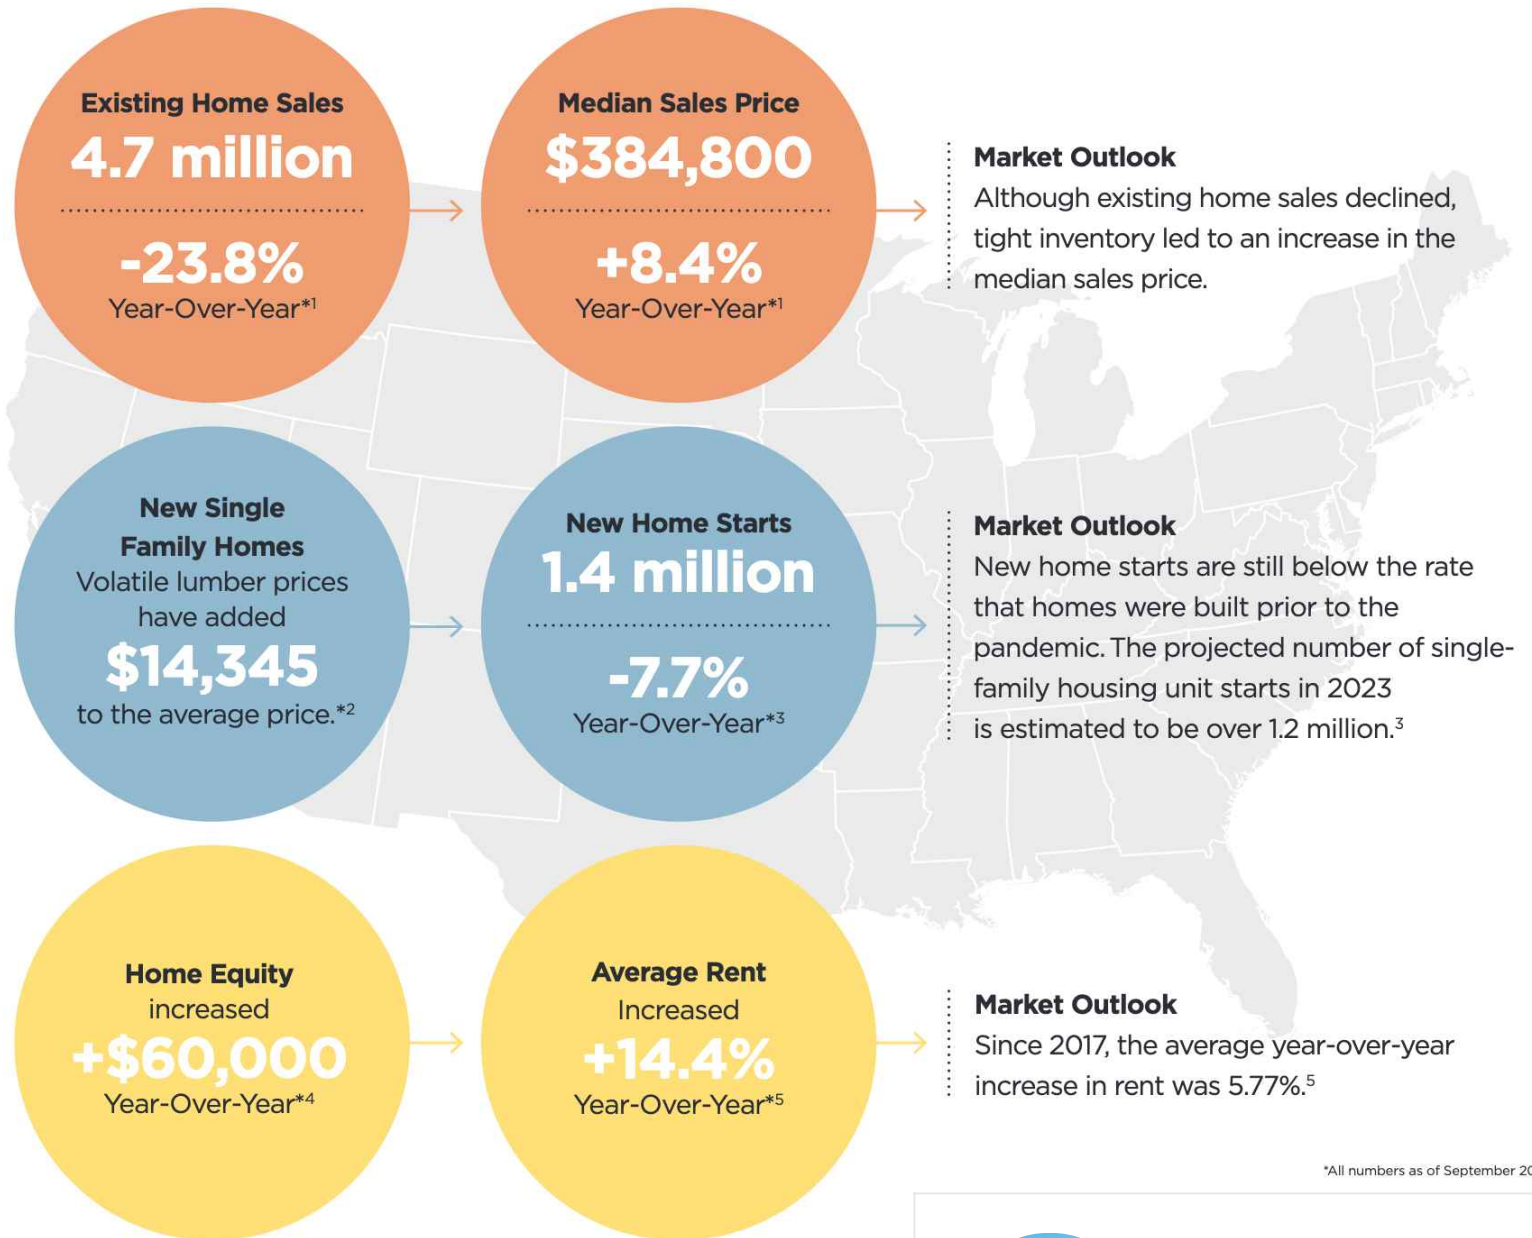 Existing Home Sales
4.7 million
-23.8%
Year-Over-Year*1
Median Sales Price
$384,800
+8.4%
Year-Over-Year*1
Market Outlook
Although existing home sales declined,
tight inventory led to an increase in the
median sales price.
New Single
Family Homes
Volatile lumber prices
have added
$14,345
to the average price.*2
New Home Starts
1.4 million
-7.7%
Year-Over-Year*3
Market Outlook
New home starts are still below the rate
that homes were built prior to the
pandemic. The projected number of single-
family housing unit starts in 2023
is estimated to be over 1.2 million.3
Home Equity
increased
+$60,000
Year-Over-Year*4
Average Rent
Increased
+14.4%
Year-Over-Year*5
Market Outlook
Since 2017, the average year-over-year
increase in rent was 5.77%.5
*All numbers as of September